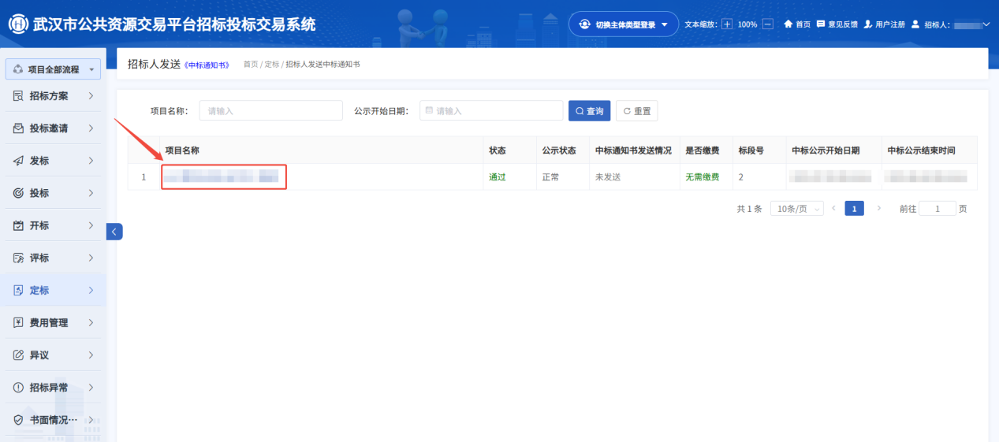 武汉市公共资源交易平台招标投标交易系统
切换主体类型登录
文本缩放: + 100% −
首页 意见反馈 用户注册 招标人:
项目全部流程
招标方案
投标邀请
发标
投标
开标
评标
定标
费用管理
异议
招标异常
书面情况…
招标人发送《中标通知书》 首页 / 定标 / 招标人发送中标通知书
项目名称: 请输入 公示开始日期: 请输入 查询 重置
项目名称 状态 公示状态 中标通知书发送情况 是否缴费 标段号 中标公示开始日期 中标公示结束时间
1 通过 正常 未发送 无需缴费 2
共 1 条 10条/页 1 前往 1 页